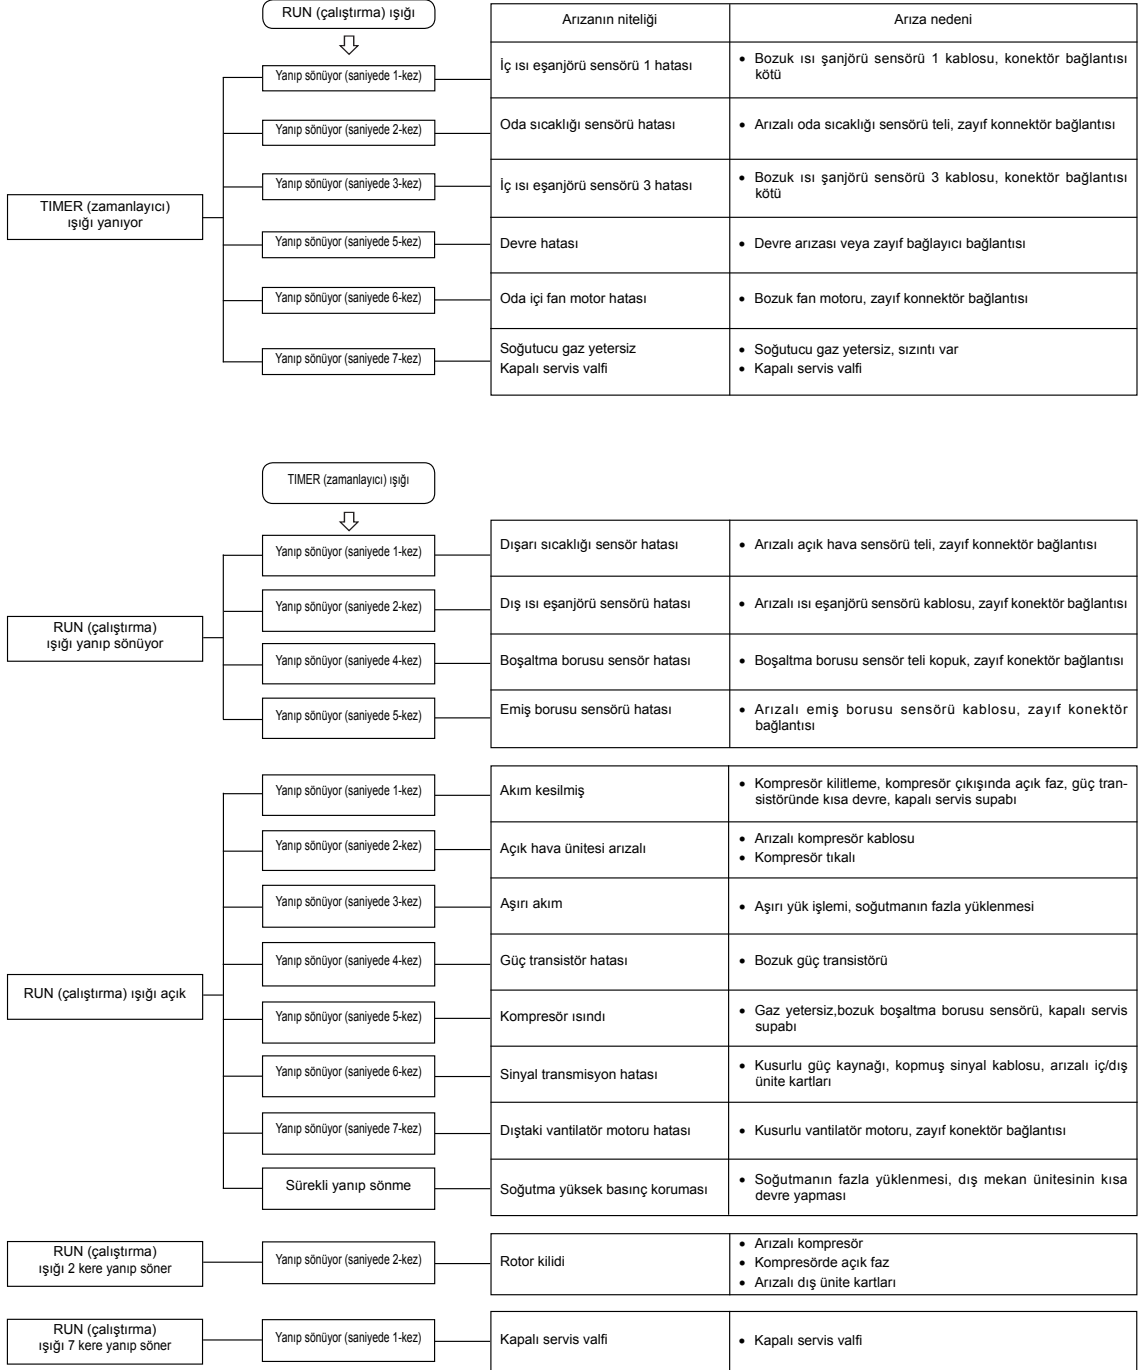 RUN (çalıştırma) ışığı
Arızanın niteliği
Arıza nedeni
TIMER (zamanlayıcı)
ışığı yanıyor
Yanıp sönüyor (saniyede 1-kez)
İç ısı eşanjörü sensörü 1 hatası
• Bozuk ısı şanjörü sensörü 1 kablosu, konektör bağlantısı
kötü
Yanıp sönüyor (saniyede 2-kez)
Oda sıcaklığı sensörü hatası
• Arızalı oda sıcaklığı sensörü teli, zayıf konnektör bağlantısı
Yanıp sönüyor (saniyede 3-kez)
İç ısı eşanjörü sensörü 3 hatası
• Bozuk ısı şanjörü sensörü 3 kablosu, konektör bağlantısı
kötü
Yanıp sönüyor (saniyede 5-kez)
Devre hatası
• Devre arızası veya zayıf bağlayıcı bağlantısı
Yanıp sönüyor (saniyede 6-kez)
Oda içi fan motor hatası
• Bozuk fan motoru, zayıf konnektör bağlantısı
Yanıp sönüyor (saniyede 7-kez)
Soğutucu gaz yetersiz
Kapalı servis valfi
• Soğutucu gaz yetersiz, sızıntı var
• Kapalı servis valfi
TIMER (zamanlayıcı) ışığı
RUN (çalıştırma)
ışığı yanıp sönüyor
Yanıp sönüyor (saniyede 1-kez)
Dışarı sıcaklığı sensör hatası
• Arızalı açık hava sensörü teli, zayıf konnektör bağlantısı
Yanıp sönüyor (saniyede 2-kez)
Dış ısı eşanjörü sensörü hatası
• Arızalı ısı eşanjörü sensörü kablosu, zayıf konektör bağlantısı
Yanıp sönüyor (saniyede 4-kez)
Boşaltma borusu sensör hatası
• Boşaltma borusu sensör teli kopuk, zayıf konektör bağlantısı
Yanıp sönüyor (saniyede 5-kez)
Emiş borusu sensörü hatası
• Arızalı emiş borusu sensörü kablosu, zayıf konektör
bağlantısı
RUN (çalıştırma) ışığı açık
Yanıp sönüyor (saniyede 1-kez)
Akım kesilmiş
• Kompresör kilitleme, kompresör çıkışında açık faz, güç tran-
sistöründe kısa devre, kapalı servis supabı
Yanıp sönüyor (saniyede 2-kez)
Açık hava ünitesi arızalı
• Arızalı kompresör kablosu
• Kompresör tıkalı
Yanıp sönüyor (saniyede 3-kez)
Aşırı akım
• Aşırı yük işlemi, soğutmanın fazla yüklenmesi
Yanıp sönüyor (saniyede 4-kez)
Güç transistör hatası
• Bozuk güç transistörü
Yanıp sönüyor (saniyede 5-kez)
Kompresör ısındı
• Gaz yetersiz,bozuk boşaltma borusu sensörü, kapalı servis
supabı
Yanıp sönüyor (saniyede 6-kez)
Sinyal transmisyon hatası
• Kusurlu güç kaynağı, kopmuş sinyal kablosu, arızalı iç/dış
ünite kartları
Yanıp sönüyor (saniyede 7-kez)
Dıştaki vantilatör motoru hatası
• Kusurlu vantilatör motoru, zayıf konektör bağlantısı
Sürekli yanıp sönme
Soğutma yüksek basınç koruması
• Soğutmanın fazla yüklenmesi, dış mekan ünitesinin kısa
devre yapması
RUN (çalıştırma)
ışığı 2 kere yanıp söner
Yanıp sönüyor (saniyede 2-kez)
Rotor kilidi
• Arızalı kompresör
• Kompresörde açık faz
• Arızalı dış ünite kartları
RUN (çalıştırma)
ışığı 7 kere yanıp söner
Yanıp sönüyor (saniyede 1-kez)
Kapalı servis valfi
• Kapalı servis valfi